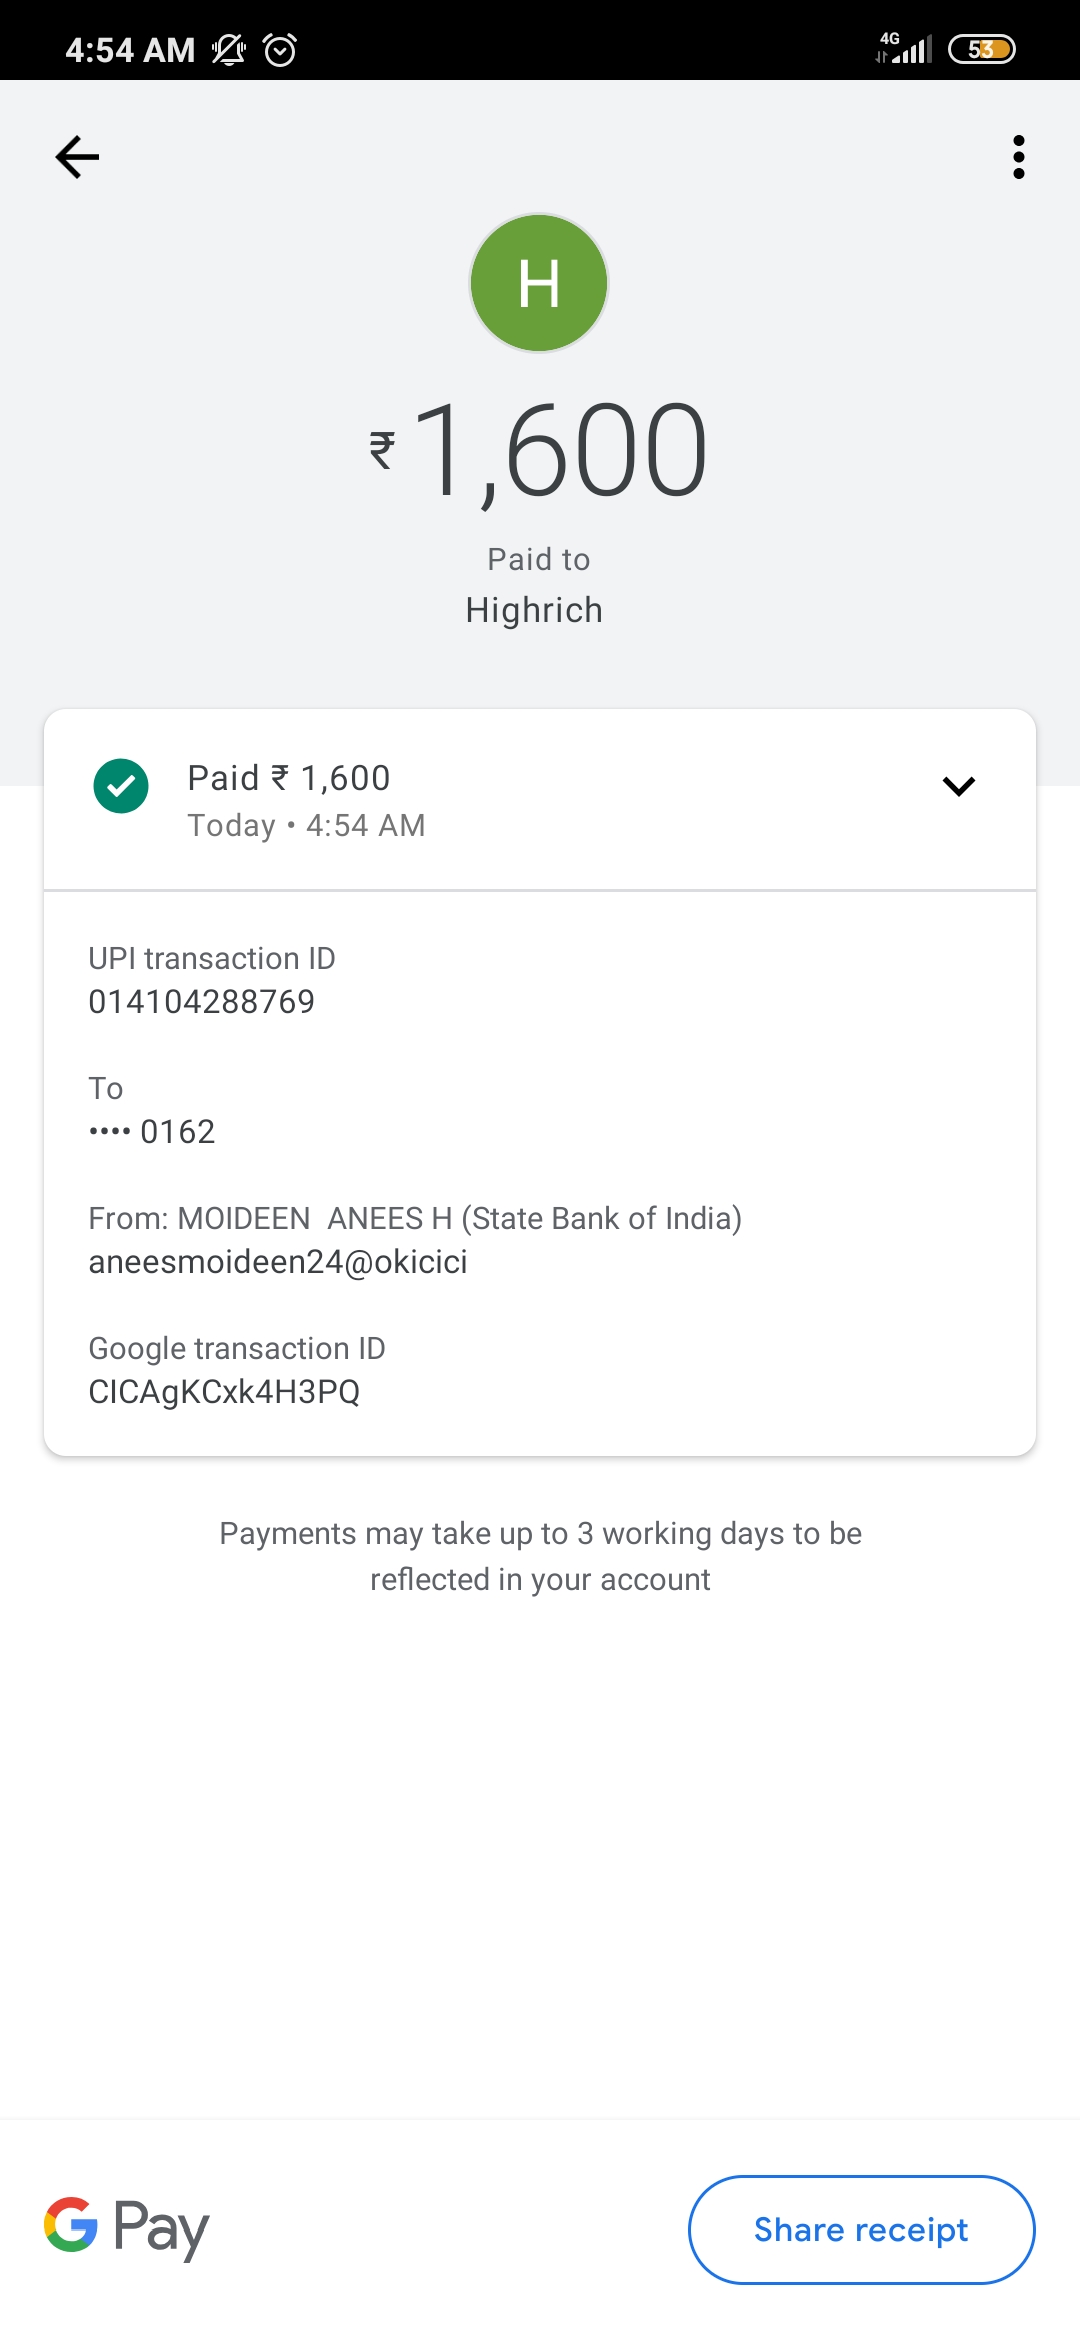 4:54 AM
4G
53
H
₹1,600
Paid to
Highrich
Paid ₹ 1,600
Today • 4:54 AM
UPI transaction ID
014104288769
To
•••• 0162
From: MOIDEEN  ANEES H (State Bank of India)
aneesmoideen24@okicici
Google transaction ID
CICAgKCxk4H3PQ
Payments may take up to 3 working days to be
reflected in your account
G Pay
Share receipt